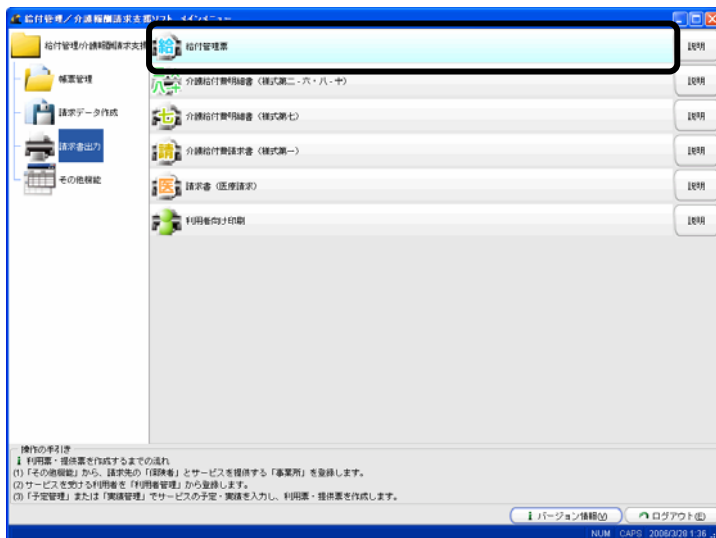 給付管理/介護報酬請求支援ソフト メインメニュー
給付管理/介護報酬請求支援
帳票管理
請求データ作成
請求書出力
その他機能
給付管理票
説明
介護給付費明細書（様式第二-六・八-十）
説明
介護給付費明細書（様式第七）
説明
介護給付費請求書（様式第一）
説明
請求書（医療請求）
説明
利用者向け印刷
説明
操作の手引き
利用票・提供票を作成するまでの流れ
(1)「その他機能」から、請求先の「保険者」とサービスを提供する「事業所」を登録します。
(2)サービスを受ける利用者を「利用者管理」から登録します。
(3)「予定管理」または「実績管理」でサービスの予定・実績を入力し、利用票・提供票を作成します。
バージョン情報(V)
ログアウト(E)
NUM CAPS 2006/3/28 1:36